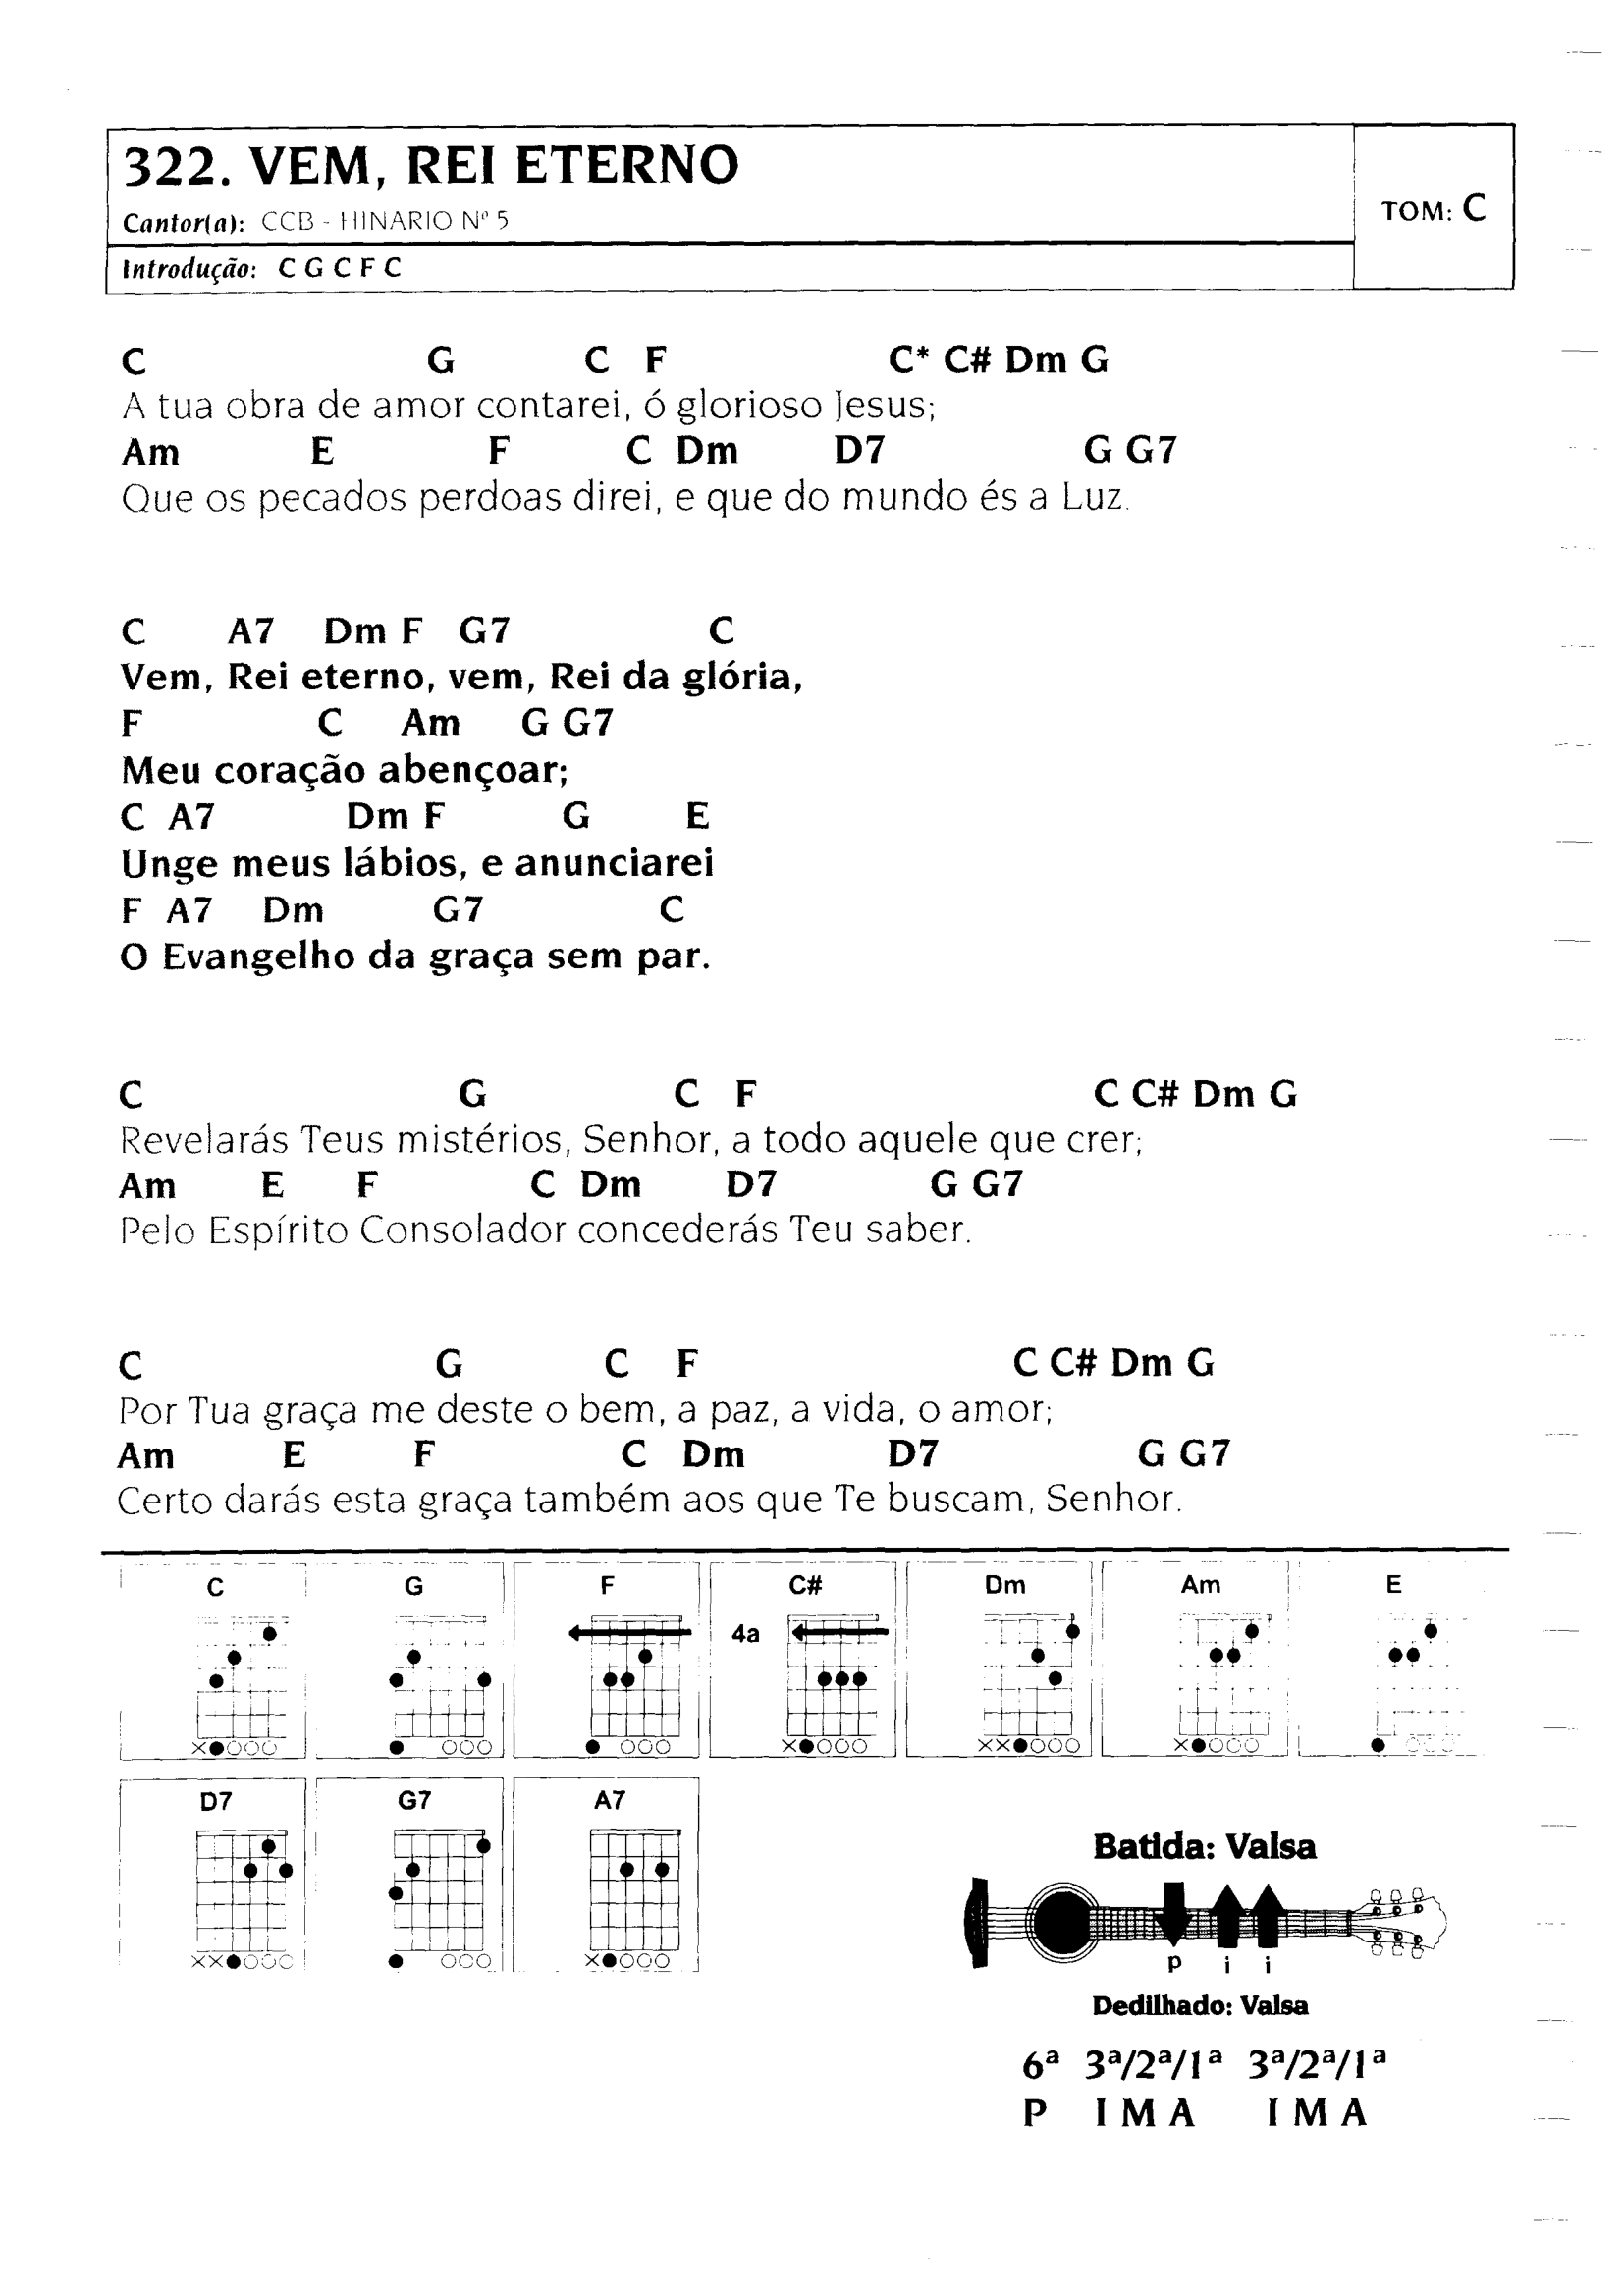 322. VEM, REI ETERNO
Cantor(a): CCB - HINARIO Nº 5
TOM: C
Introdução: C G C F C
C G C F C* C# Dm G
A tua obra de amor contarei, ó glorioso Jesus;
Am E F C Dm D7 G G7
Que os pecados perdoas direi, e que do mundo és a Luz.
C A7 Dm F G7 C
Vem, Rei eterno, vem, Rei da glória,
F C Am G G7
Meu coração abençoar;
C A7 Dm F G E
Unge meus lábios, e anunciarei
F A7 Dm G7 C
O Evangelho da graça sem par.
C G C F C C# Dm G
Revelarás Teus mistérios, Senhor, a todo aquele que crer;
Am E F C Dm D7 G G7
Pelo Espírito Consolador concederás Teu saber.
C G C F C C# Dm G
Por Tua graça me deste o bem, a paz, a vida, o amor;
Am E F C Dm D7 G G7
Certo darás esta graça também aos que Te buscam, Senhor.
C G F C# Dm Am E
4a
D7 G7 A7
Batida: Valsa
p i i
Dedilhado: Valsa
6ª 3ª/2ª/1ª 3ª/2ª/1ª
P I M A I M A